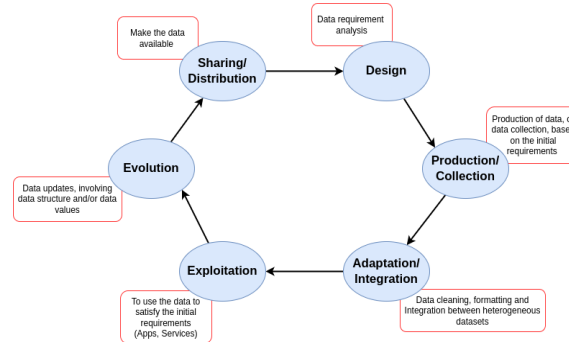 Make the data
available
Sharing/
Distribution
Data requirement
analysis
Design
Production of data, o
data collection, base
on the initial
requirements
Production/
Collection
Data cleaning, formatting and
Integration between heterogeneous
datasets
Adaptation/
Integration
To use the data to
satisfy the initial
requirements
(Apps, Services)
Exploitation
Data updates, involving
data structure and/or data
values
Evolution